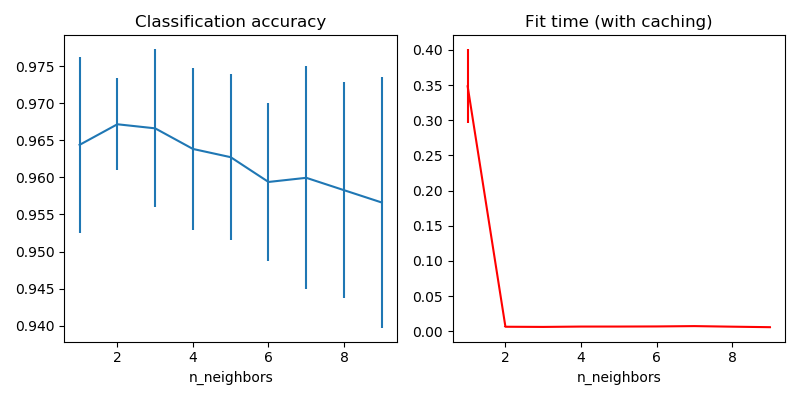 Classification accuracy
0.975
0.970
0.965
0.960
0.955
0.950
0.945
0.940
2 4 6 8
n_neighbors
Fit time (with caching)
0.40
0.35
0.30
0.25
0.20
0.15
0.10
0.05
0.00
2 4 6 8
n_neighbors